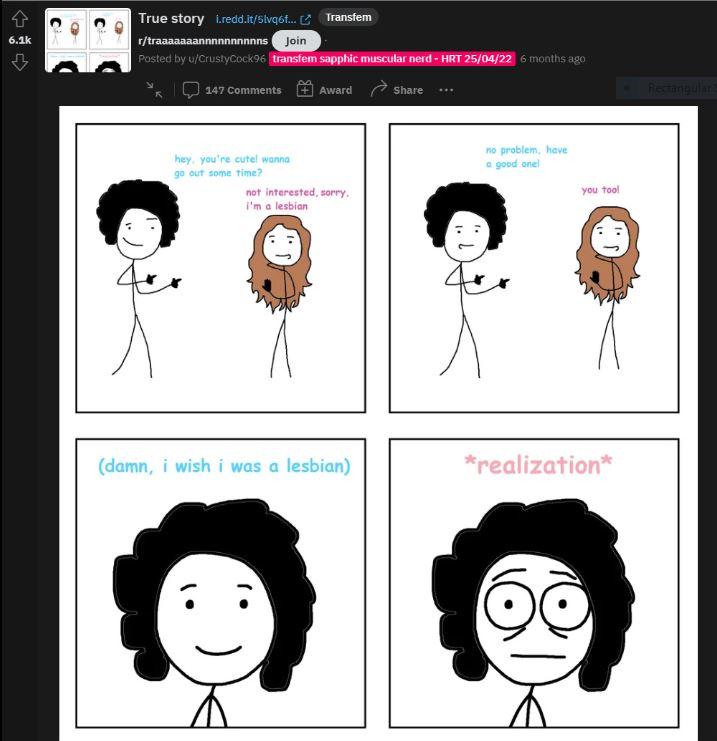 True story i.redd.it/5lvq6f... Transfem
6.1k
r/traaaaaaannnnnnnnnns Join ·
Posted by u/CrustyCock96 transfem sapphic muscular nerd - HRT 25/04/22 6 months ago
147 Comments Award Share ...
Rectangular
hey, you're cute! wanna
go out some time?
not interested, sorry,
i'm a lesbian
no problem, have
a good one!
you too!
(damn, i wish i was a lesbian)
*realization*